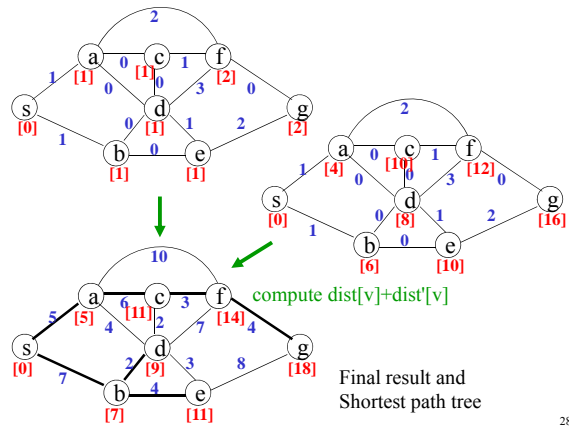 2
a 0 c 1 f
[1] [1] [2]
1 0 0 3 0
s d g
[0] [1] [2]
1 0 1 2
b 0 e
[1] [1]
2
a 0 c 1 f
[4] [10] [12]
1 0 0 3 0
s d g
[0] [8] [16]
1 0 1 2
b 0 e
[6] [10]
compute dist[v]+dist'[v]
10
a 6 c 3 f
[5] [11] [14]
5 4 2 7 4
s d g
[0] [9] [18]
7 2 3 8
b 4 e
[7] [11]
Final result and
Shortest path tree
28